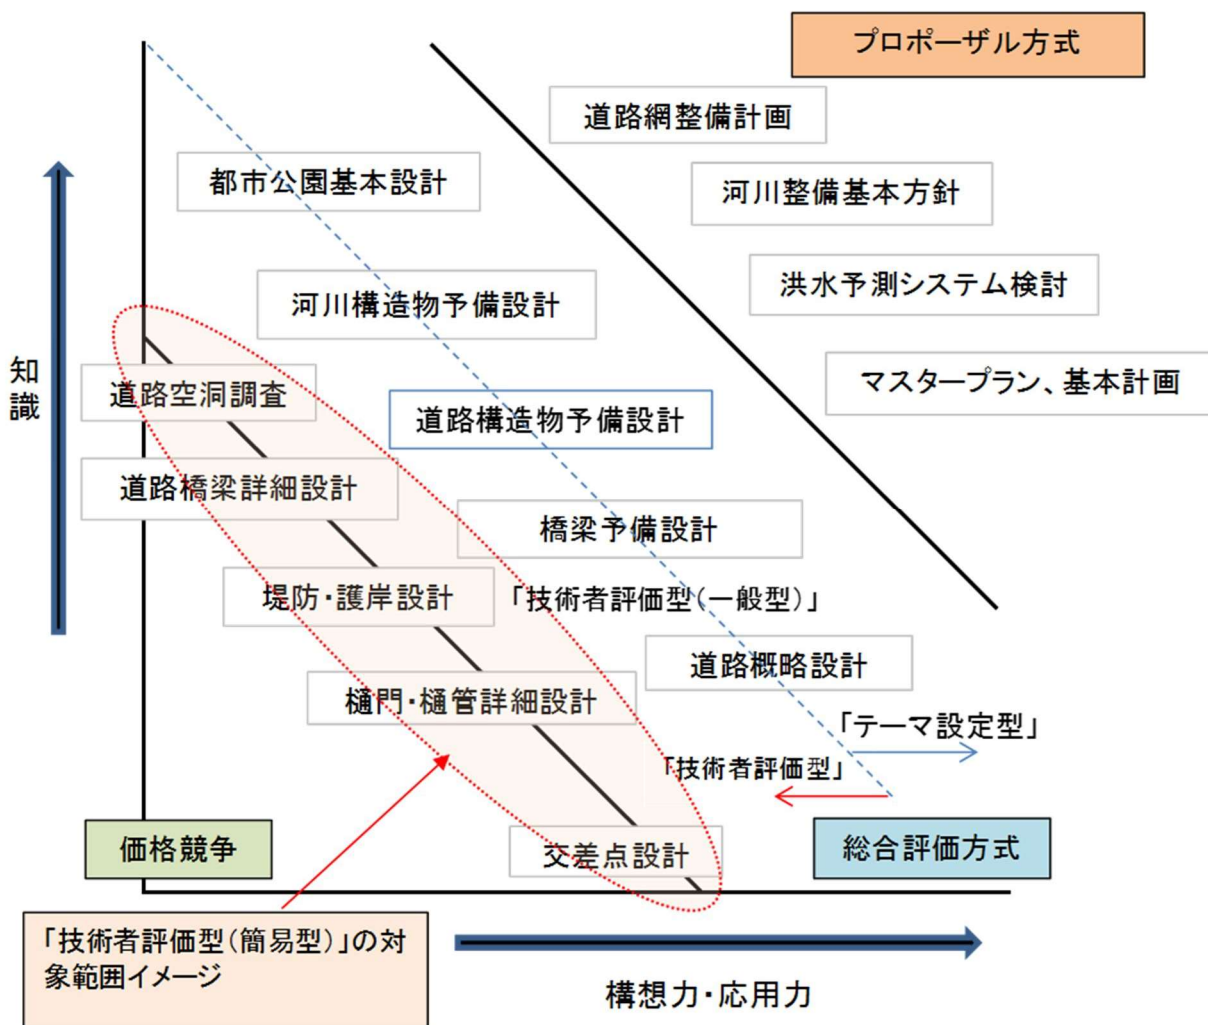 プロポーザル方式
道路網整備計画
都市公園基本設計
河川整備基本方針
洪水予測システム検討
河川構造物予備設計
知
識
道路空洞調査
マスタープラン、基本計画
道路構造物予備設計
道路橋梁詳細設計
橋梁予備設計
堤防・護岸設計
「技術者評価型(一般型)」
道路概略設計
樋門・樋管詳細設計
「テーマ設定型」
「技術者評価型」
価格競争
交差点設計
総合評価方式
「技術者評価型(簡易型)」の対
象範囲イメージ
構想力・応用力